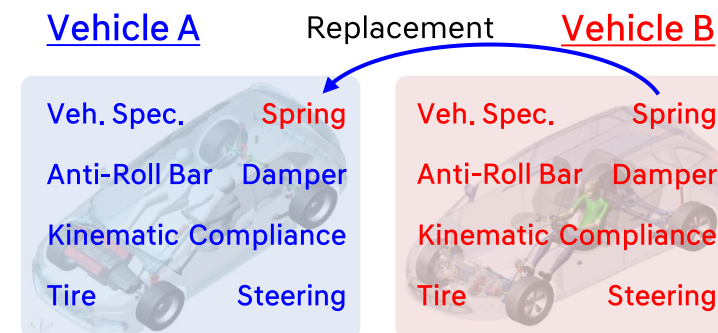 Vehicle A Replacement Vehicle B
Veh. Spec. Spring Veh. Spec. Spring
Anti-Roll Bar Damper Anti-Roll Bar Damper
Kinematic Compliance Kinematic Compliance
Tire Steering Tire Steering